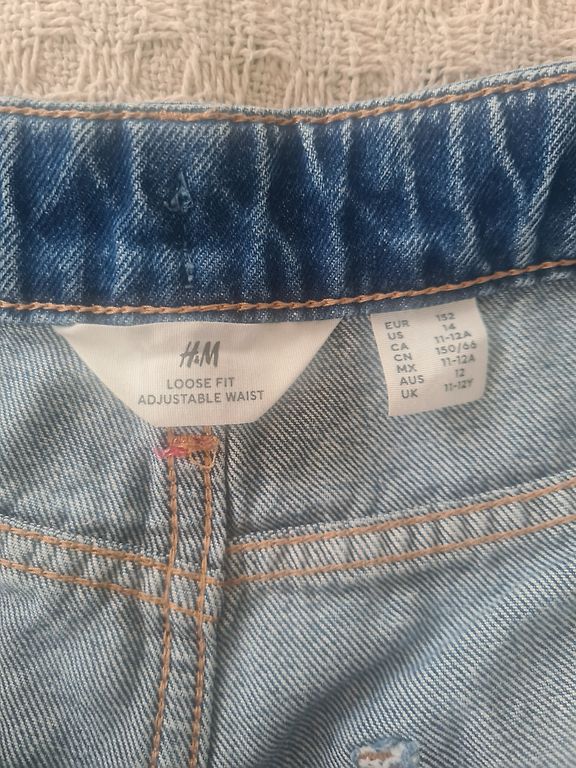 H&M
LOOSE FIT
ADJUSTABLE WAIST
EUR 152
US 14
CA 11-12A
CN 150/66
MX 11-12A
AUS 12
UK 11-12Y